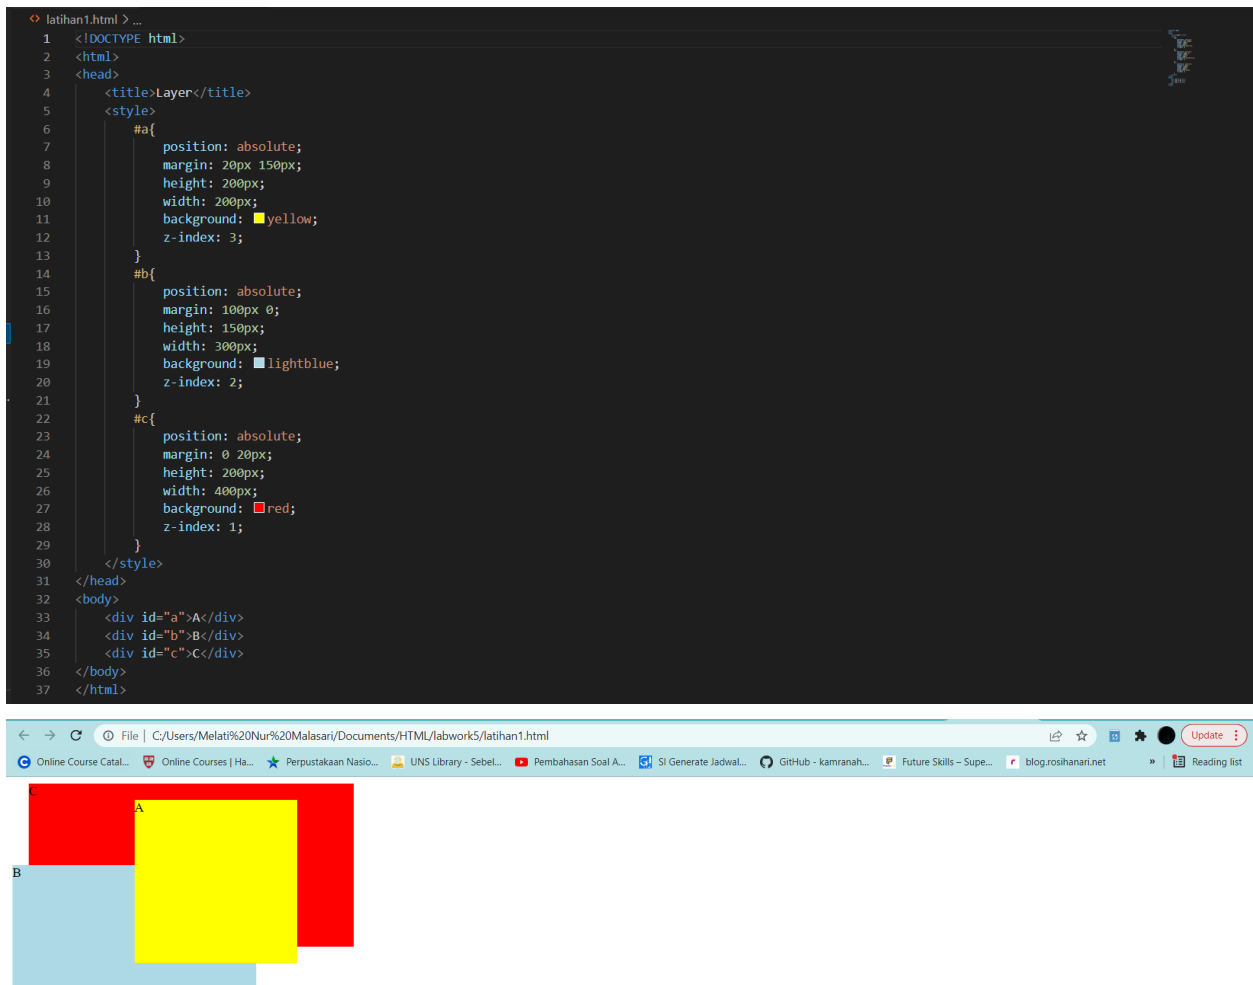 latihan1.html > ...
1 <!DOCTYPE html>
2 <html>
3 <head>
4 <title>Layer</title>
5 <style>
6 #a{
7 position: absolute;
8 margin: 20px 150px;
9 height: 200px;
10 width: 200px;
11 background: yellow;
12 z-index: 3;
13 }
14 #b{
15 position: absolute;
16 margin: 100px 0;
17 height: 150px;
18 width: 300px;
19 background: lightblue;
20 z-index: 2;
21 }
22 #c{
23 position: absolute;
24 margin: 0 20px;
25 height: 200px;
26 width: 400px;
27 background: red;
28 z-index: 1;
29 }
30 </style>
31 </head>
32 <body>
33 <div id="a">A</div>
34 <div id="b">B</div>
35 <div id="c">C</div>
36 </body>
37 </html>
File | C:/Users/Melati%20Nur%20Malasari/Documents/HTML/labwork5/latihan1.html Update
Online Course Catal... Online Courses | Ha... Perpustakaan Nasio... UNS Library - Sebel... Pembahasan Soal A... SI Generate Jadwal... GitHub - kamranah... Future Skills – Supe... blog.rosihanari.net » Reading list
C
A
B